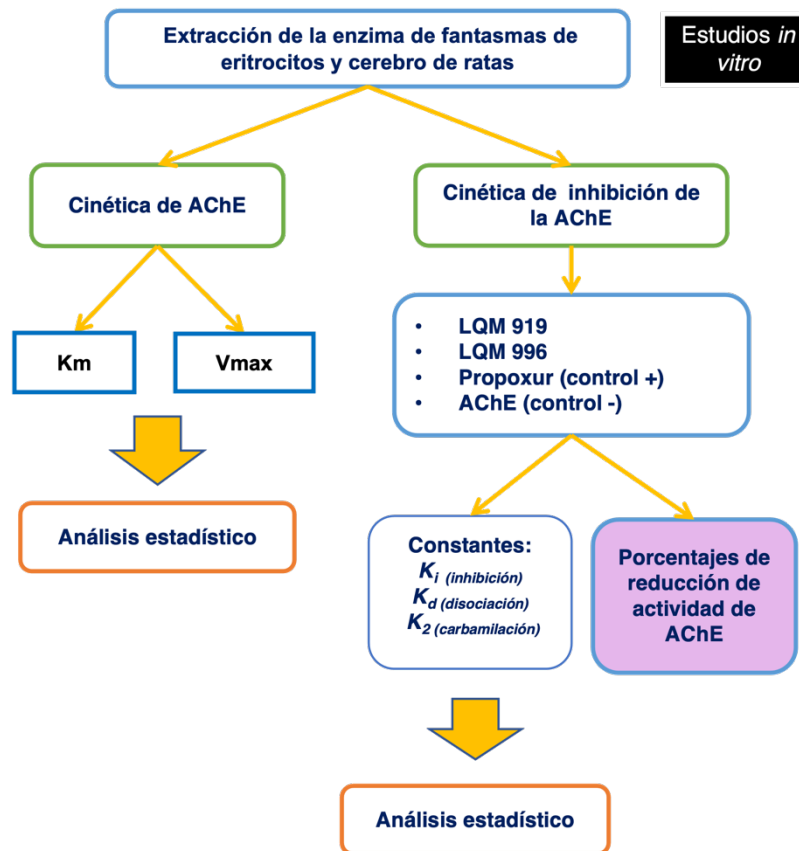 Extracción de la enzima de fantasmas de
eritrocitos y cerebro de ratas
Estudios in
vitro
Cinética de AChE
Cinética de inhibición de
la AChE
Km
Vmax
• LQM 919
• LQM 996
• Propoxur (control +)
• AChE (control -)
Análisis estadístico
Constantes:
Ki (inhibición)
Kd (disociación)
K2 (carbamilación)
Porcentajes de
reducción de
actividad de
AChE
Análisis estadístico